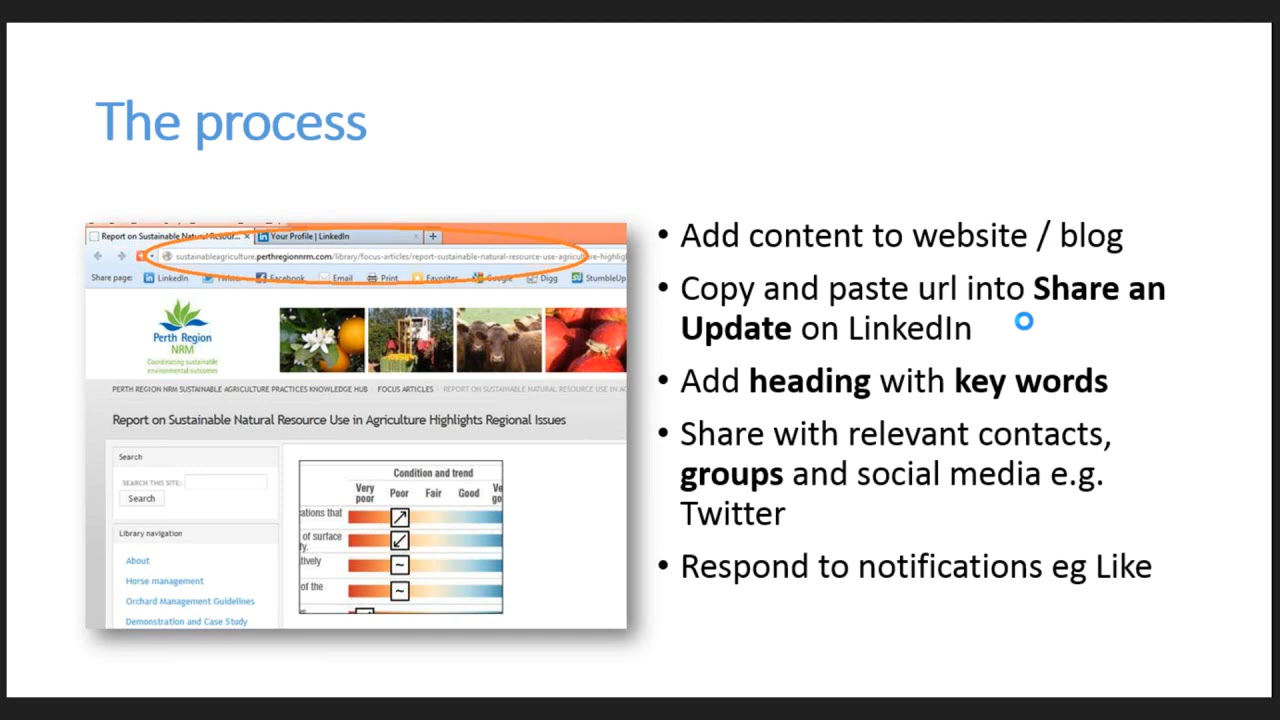 The process
Report on Sustainable Natural Resour...
Your Profile | LinkedIn
sustainableagriculture.perthregionnrm.com/library/focus-articles/report-sustainable-natural-resource-use-agriculture-highlig
Share page: LinkedIn Twitter Facebook Email Print Favorites Google Digg StumbleUp
Perth Region
NRM
Coordinating sustainable
environmental outcomes
PERTH REGION NRM SUSTAINABLE AGRICULTURE PRACTICES KNOWLEDGE HUB FOCUS ARTICLES REPORT ON SUSTAINABLE NATURAL RESOURCE USE IN AG
Report on Sustainable Natural Resource Use in Agriculture Highlights Regional Issues
Search
SEARCH THIS SITE:
Search
Library navigation
About
Horse management
Orchard Management Guidelines
Demonstration and Case Study
Condition and trend
Very poor Poor Fair Good Ve go
ations that
of surface
y.
tively
of the
• Add content to website / blog
• Copy and paste url into Share an
Update on LinkedIn
• Add heading with key words
• Share with relevant contacts,
groups and social media e.g.
Twitter
• Respond to notifications eg Like